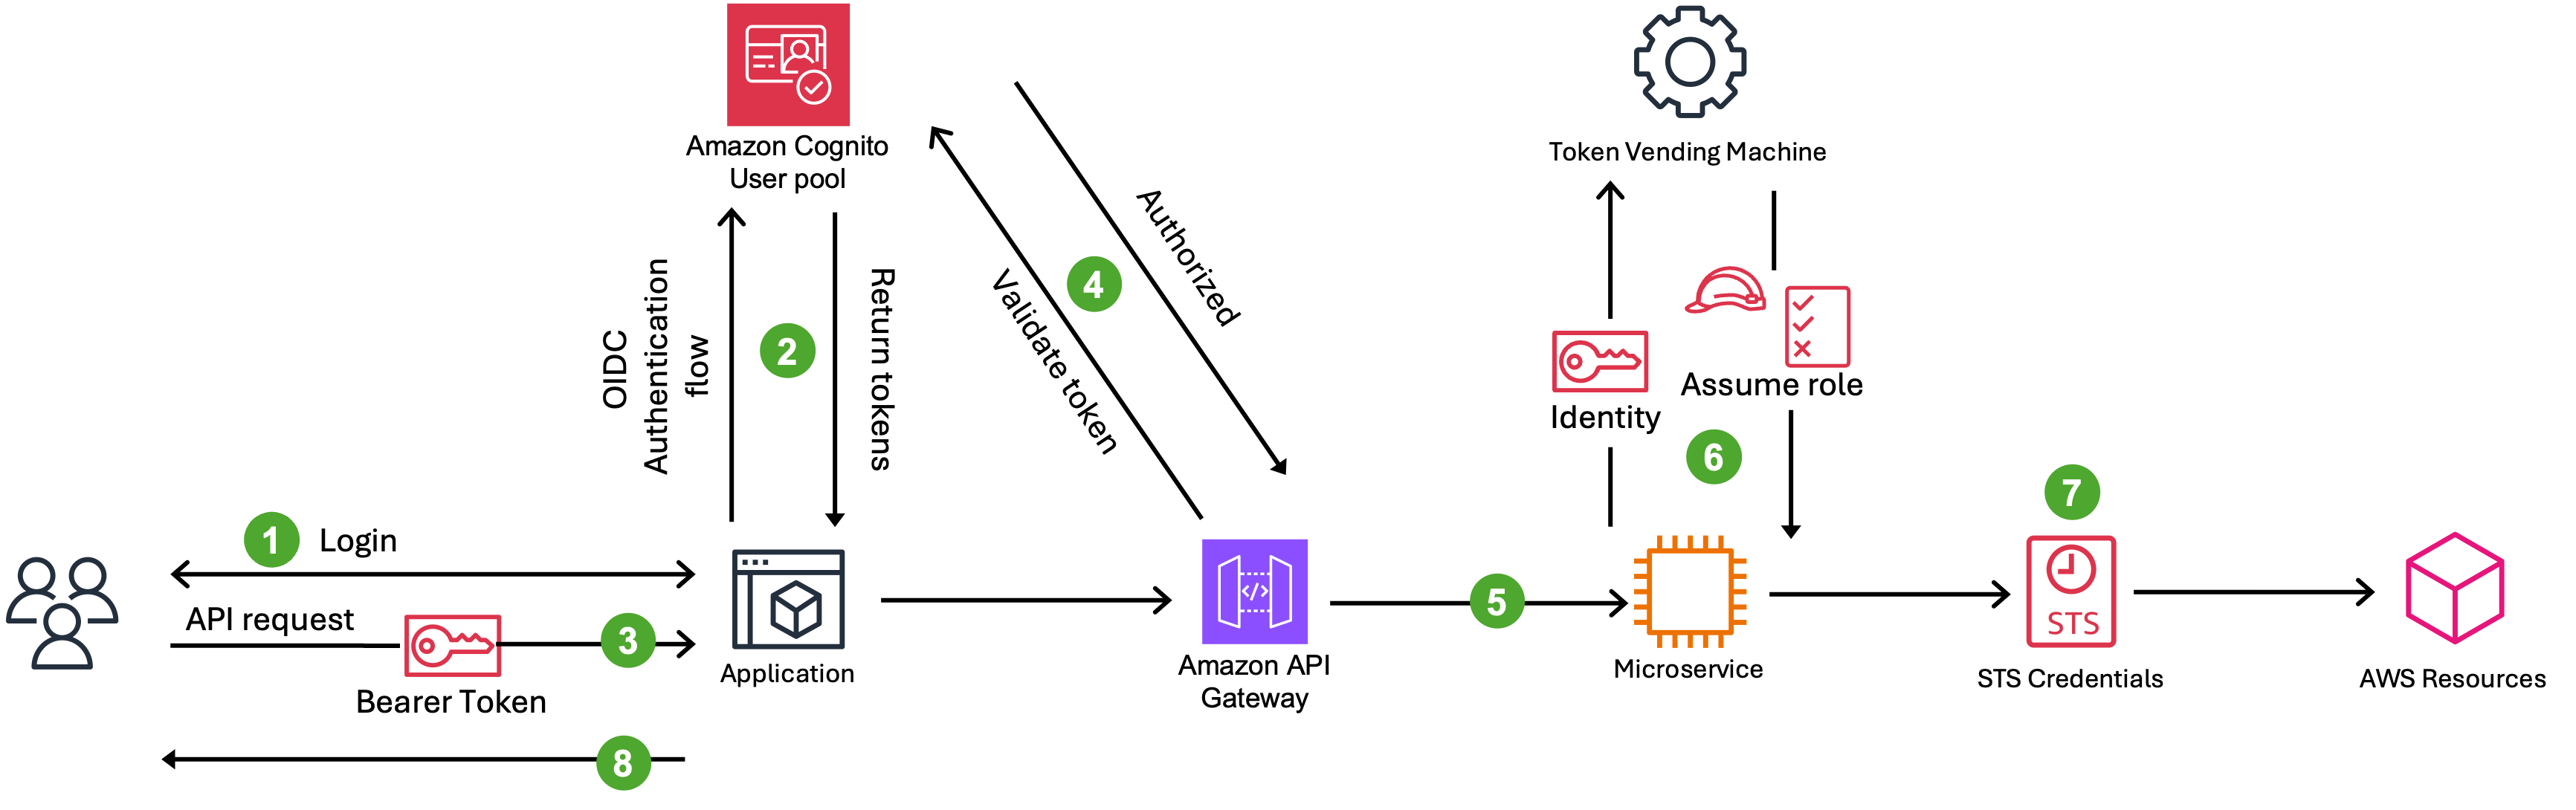 Amazon Cognito
User pool
Token Vending Machine
OIDC
Authentication
flow
2
Return tokens
Validate token
4
Authorized
Identity
Assume role
6
7
1
Login
API request
3
Bearer Token
Application
</>
Amazon API
Gateway
5
Microservice
STS
STS Credentials
AWS Resources
8